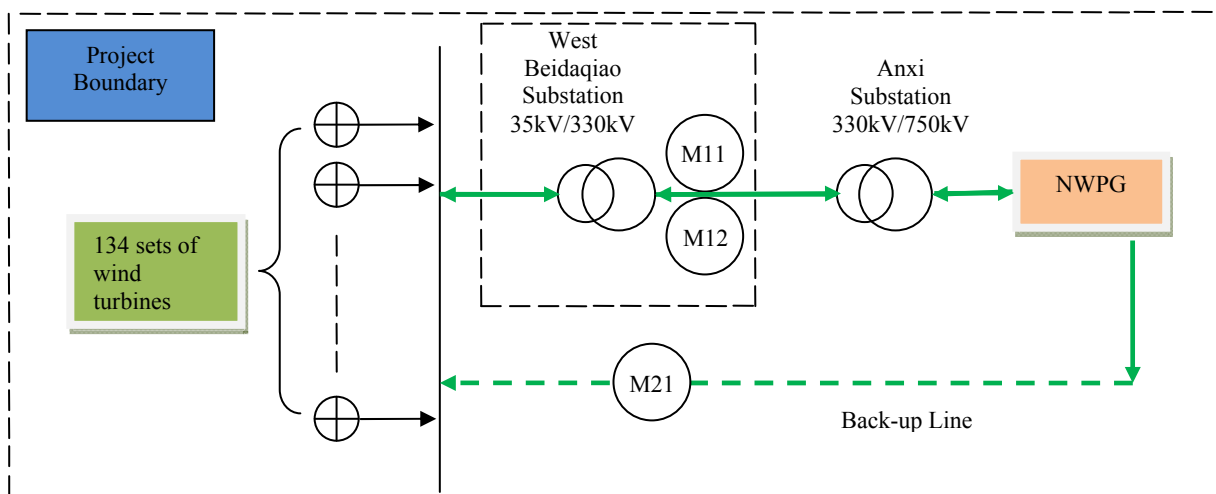 Project
Boundary
West
Beidaqiao
Substation
35kV/330kV
Anxi
Substation
330kV/750kV
M11
M12
NWPG
134 sets of
wind
turbines
M21
Back-up Line